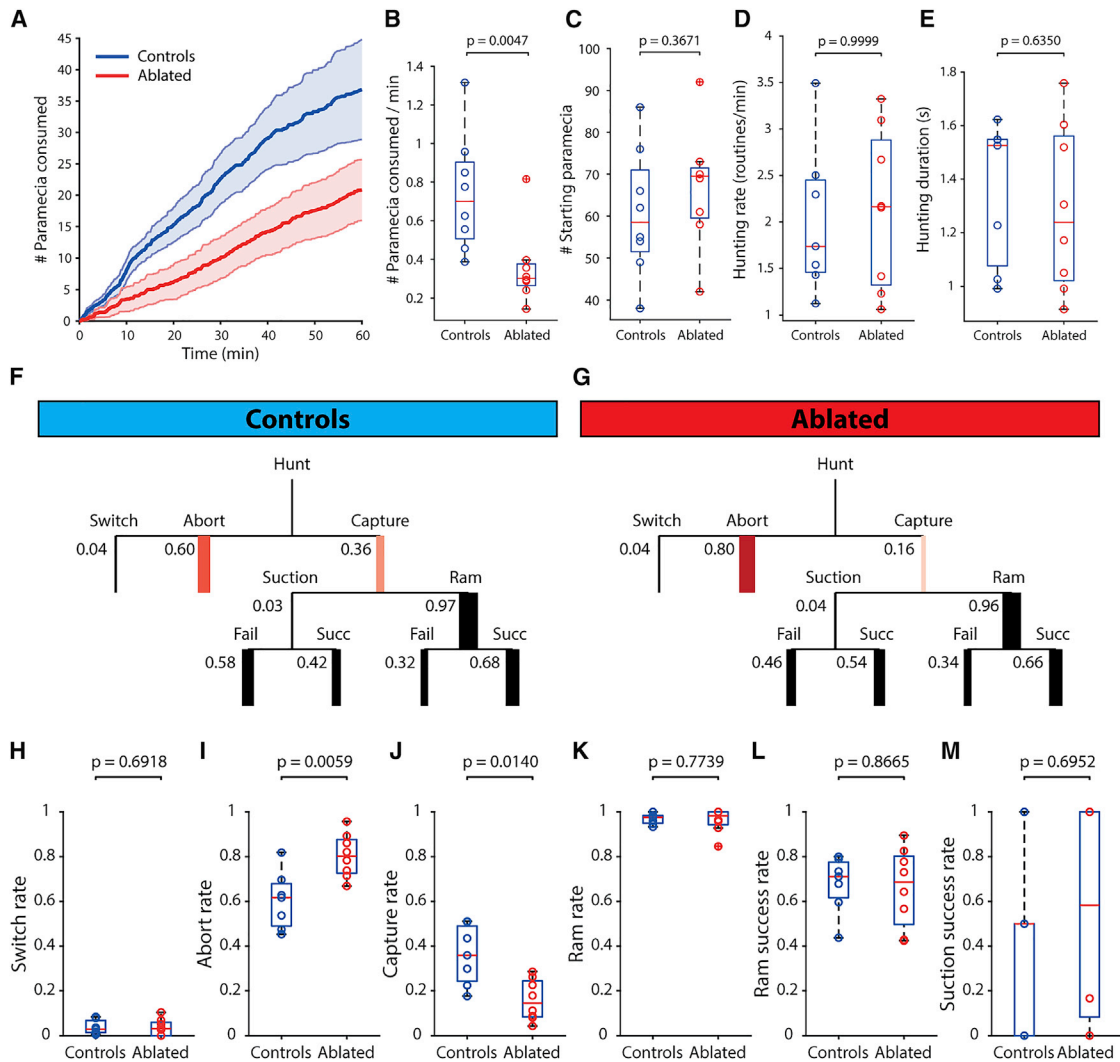 A
B
C
D
E
Controls
Ablated
# Paramecia consumed
45
40
35
30
25
20
15
10
5
0
0
10
20
30
40
50
60
Time (min)
p = 0.0047
# Paramecia consumed / min
1.4
1.2
1
0.8
0.6
0.4
0.2
Controls
Ablated
p = 0.3671
# Starting paramecia
100
90
80
70
60
50
40
Controls
Ablated
p = 0.9999
Hunting rate (routines/min)
4
3.5
3
2.5
2
1.5
1
Controls
Ablated
p = 0.6350
Hunting duration (s)
1.8
1.6
1.4
1.2
1
Controls
Ablated
F
Controls
Hunt
Switch
Abort
Capture
0.04
0.60
0.36
Suction
Ram
0.03
0.97
Fail
Succ
Fail
Succ
0.58
0.42
0.32
0.68
G
Ablated
Hunt
Switch
Abort
Capture
0.04
0.80
0.16
Suction
Ram
0.04
0.96
Fail
Succ
Fail
Succ
0.46
0.54
0.34
0.66
H
p = 0.6918
Switch rate
1
0.8
0.6
0.4
0.2
0
Controls
Ablated
I
p = 0.0059
Abort rate
1
0.8
0.6
0.4
0.2
0
Controls
Ablated
J
p = 0.0140
Capture rate
1
0.8
0.6
0.4
0.2
0
Controls
Ablated
K
p = 0.7739
Ram rate
1
0.8
0.6
0.4
0.2
0
Controls
Ablated
L
p = 0.8665
Ram success rate
1
0.8
0.6
0.4
0.2
0
Controls
Ablated
M
p = 0.6952
Suction success rate
1
0.8
0.6
0.4
0.2
0
Controls
Ablated